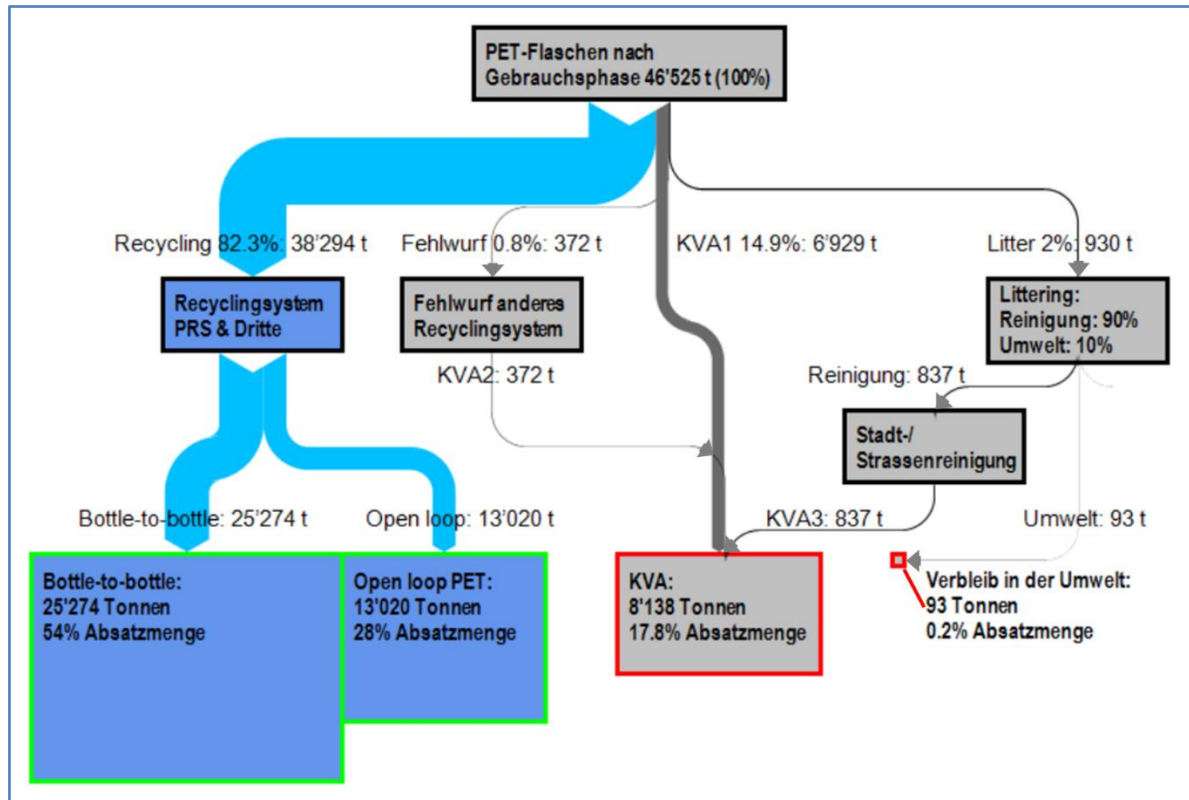 PET-Flaschen nach
Gebrauchsphase 46'525 t (100%)
Recycling 82.3%: 38'294 t
Fehlwurf 0.8%: 372 t
KVA1 14.9%: 6'929 t
Litter 2%: 930 t
Recyclingsystem
PRS & Dritte
Fehlwurf anderes
Recyclingsystem
Littering:
Reinigung: 90%
Umwelt: 10%
KVA2: 372 t
Reinigung: 837 t
Stadt-/
Strassenreinigung
Bottle-to-bottle: 25'274 t
Open loop: 13'020 t
KVA3: 837 t
Umwelt: 93 t
Bottle-to-bottle:
25'274 Tonnen
54% Absatzmenge
Open loop PET:
13'020 Tonnen
28% Absatzmenge
KVA:
8'138 Tonnen
17.8% Absatzmenge
Verbleib in der Umwelt:
93 Tonnen
0.2% Absatzmenge